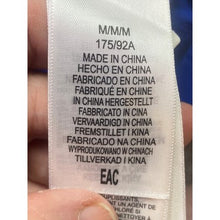 M/M/M
175/92A
MADE IN CHINA
HECHO EN CHINA
FABRICADO EN CHINA
FABRIQUÉ EN CHINE
IN CHINA HERGESTELLT
FABBRICATO IN CINA
VERVAARDIGD IN CHINA
FREMSTILLET I KINA
FABRICADO NA CHINA
WYPRODUKOWANO W CHINACH
TILLVERKAD I KINA
EAC